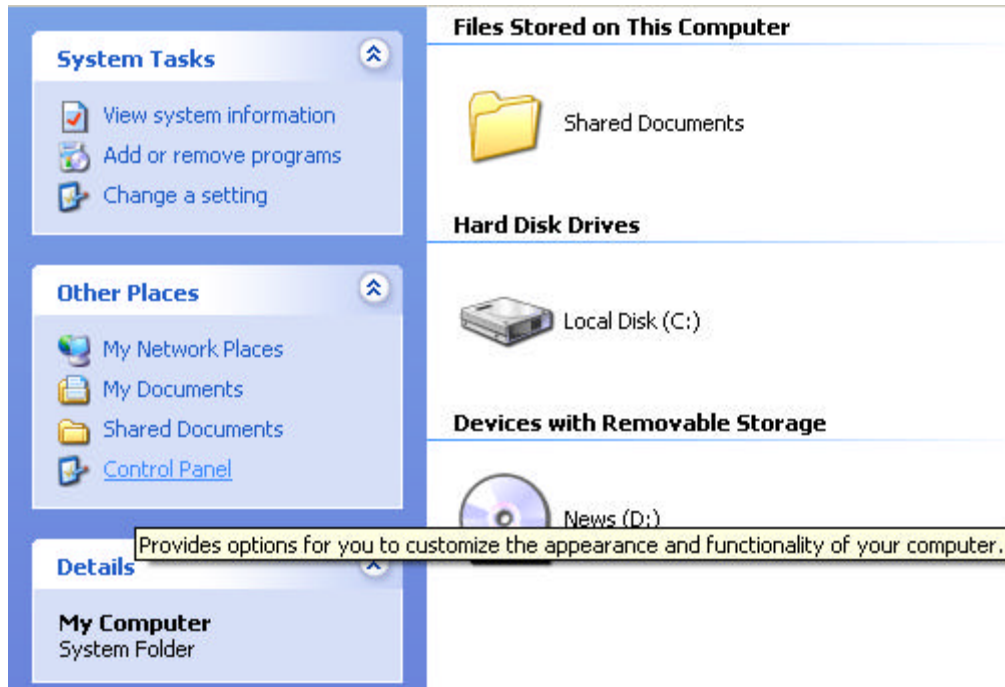 System Tasks
View system information
Add or remove programs
Change a setting
Other Places
My Network Places
My Documents
Shared Documents
Control Panel
Details
My Computer
System Folder
Files Stored on This Computer
Shared Documents
Hard Disk Drives
Local Disk (C:)
Devices with Removable Storage
News (D:)
Provides options for you to customize the appearance and functionality of your computer.